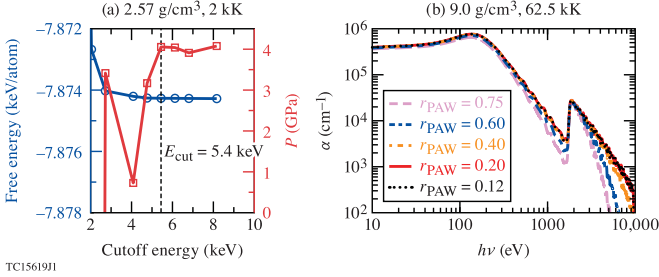 (a) 2.57 g/cm³, 2 kK
(b) 9.0 g/cm³, 62.5 kK
Free energy (keV/atom)
−7.872
−7.874
−7.876
−7.878
2 4 6 8 10
Cutoff energy (keV)
E_cut = 5.4 keV
4
3
2
1
0
P (GPa)
α (cm⁻¹)
10⁶
10⁵
10⁴
10³
10²
r_PAW = 0.75
r_PAW = 0.60
r_PAW = 0.40
r_PAW = 0.20
r_PAW = 0.12
10 100 1000 10,000
hν (eV)
TC15619J1